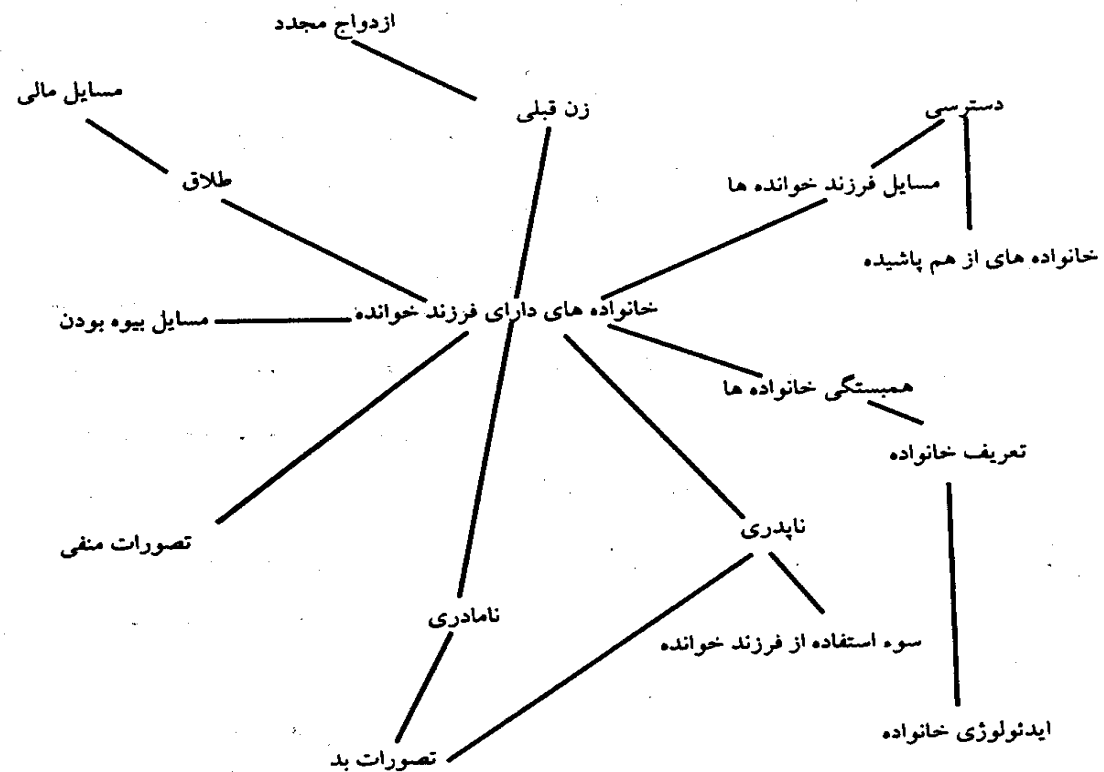 ازدواج مجدد
مسایل مالی
زن قبلی
دسترسی
طلاق
مسایل فرزند خوانده ها
خانواده های از هم پاشیده
خانواده های دارای فرزند خوانده
مسایل بیوه بودن
همبستگی خانواده ها
تعریف خانواده
ناپدری
تصورات منفی
نامادری
سوء استفاده از فرزند خوانده
ایدئولوژی خانواده
تصورات بد